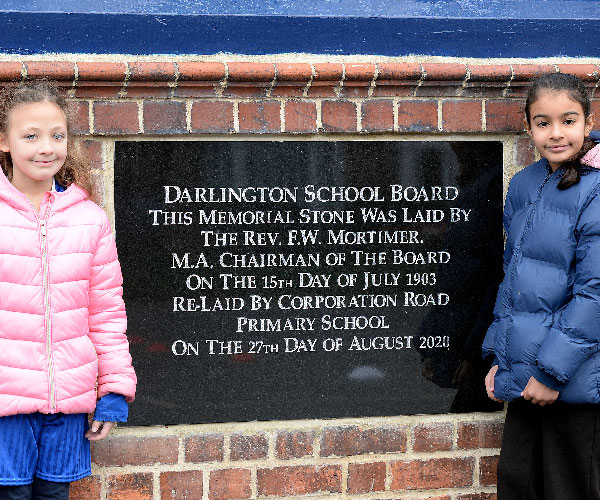 DARLINGTON SCHOOL BOARD
THIS MEMORIAL STONE WAS LAID BY
THE REV. F.W. MORTIMER.
M.A. CHAIRMAN OF THE BOARD
ON THE 15TH DAY OF JULY 1903
RE-LAID BY CORPORATION ROAD
PRIMARY SCHOOL
ON THE 27TH DAY OF AUGUST 2020